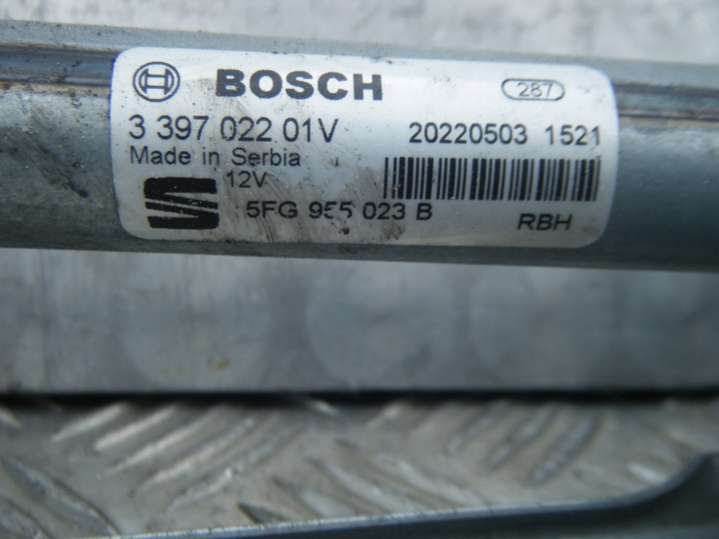 BOSCH 287
3 397 022 01V 20220503 1521
Made in Serbia
12V
5FG 955 023 B RBH